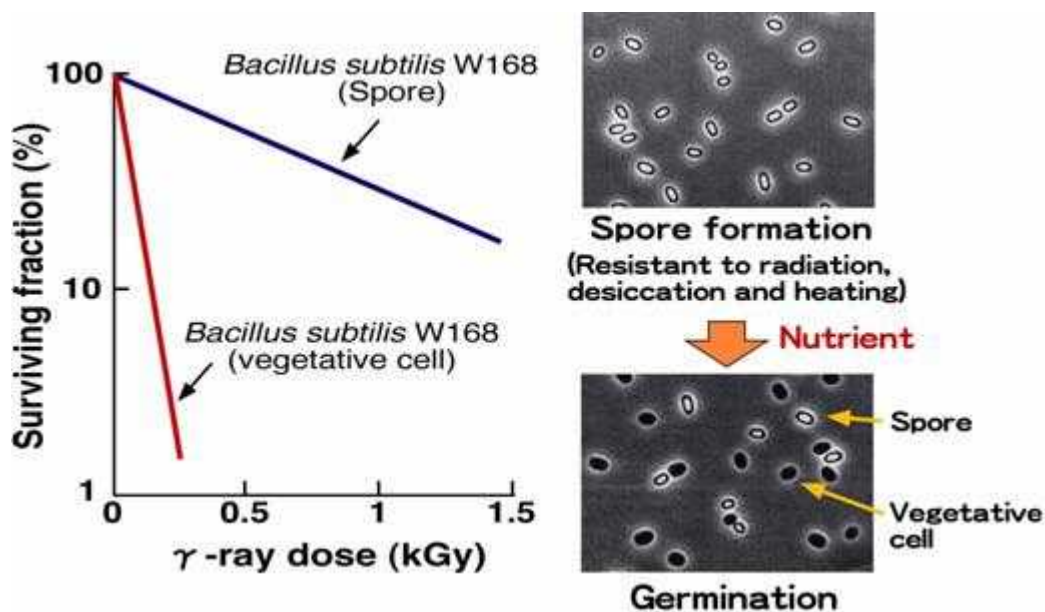 Surviving fraction (%)
100
10
1
0
0.5
1
1.5
γ-ray dose (kGy)
Bacillus subtilis W168
(Spore)
Bacillus subtilis W168
(vegetative cell)
Spore formation
(Resistant to radiation,
desiccation and heating)
Nutrient
Spore
Vegetative
cell
Germination